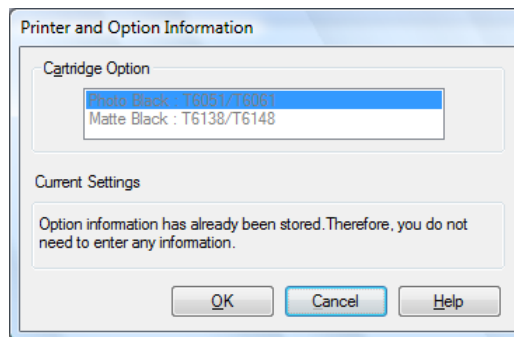 Printer and Option Information
Cartridge Option
Photo Black : T6051/T6061
Matte Black : T6138/T6148
Current Settings
Option information has already been stored.Therefore, you do not
need to enter any information.
OK Cancel Help